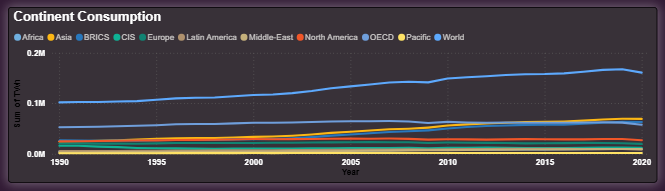 Continent Consumption
Africa Asia BRICS CIS Europe Latin America Middle-East North America OECD Pacific World
0.2M
0.1M
0.0M
Sum of TWh
1990 1995 2000 2005 2010 2015 2020
Year